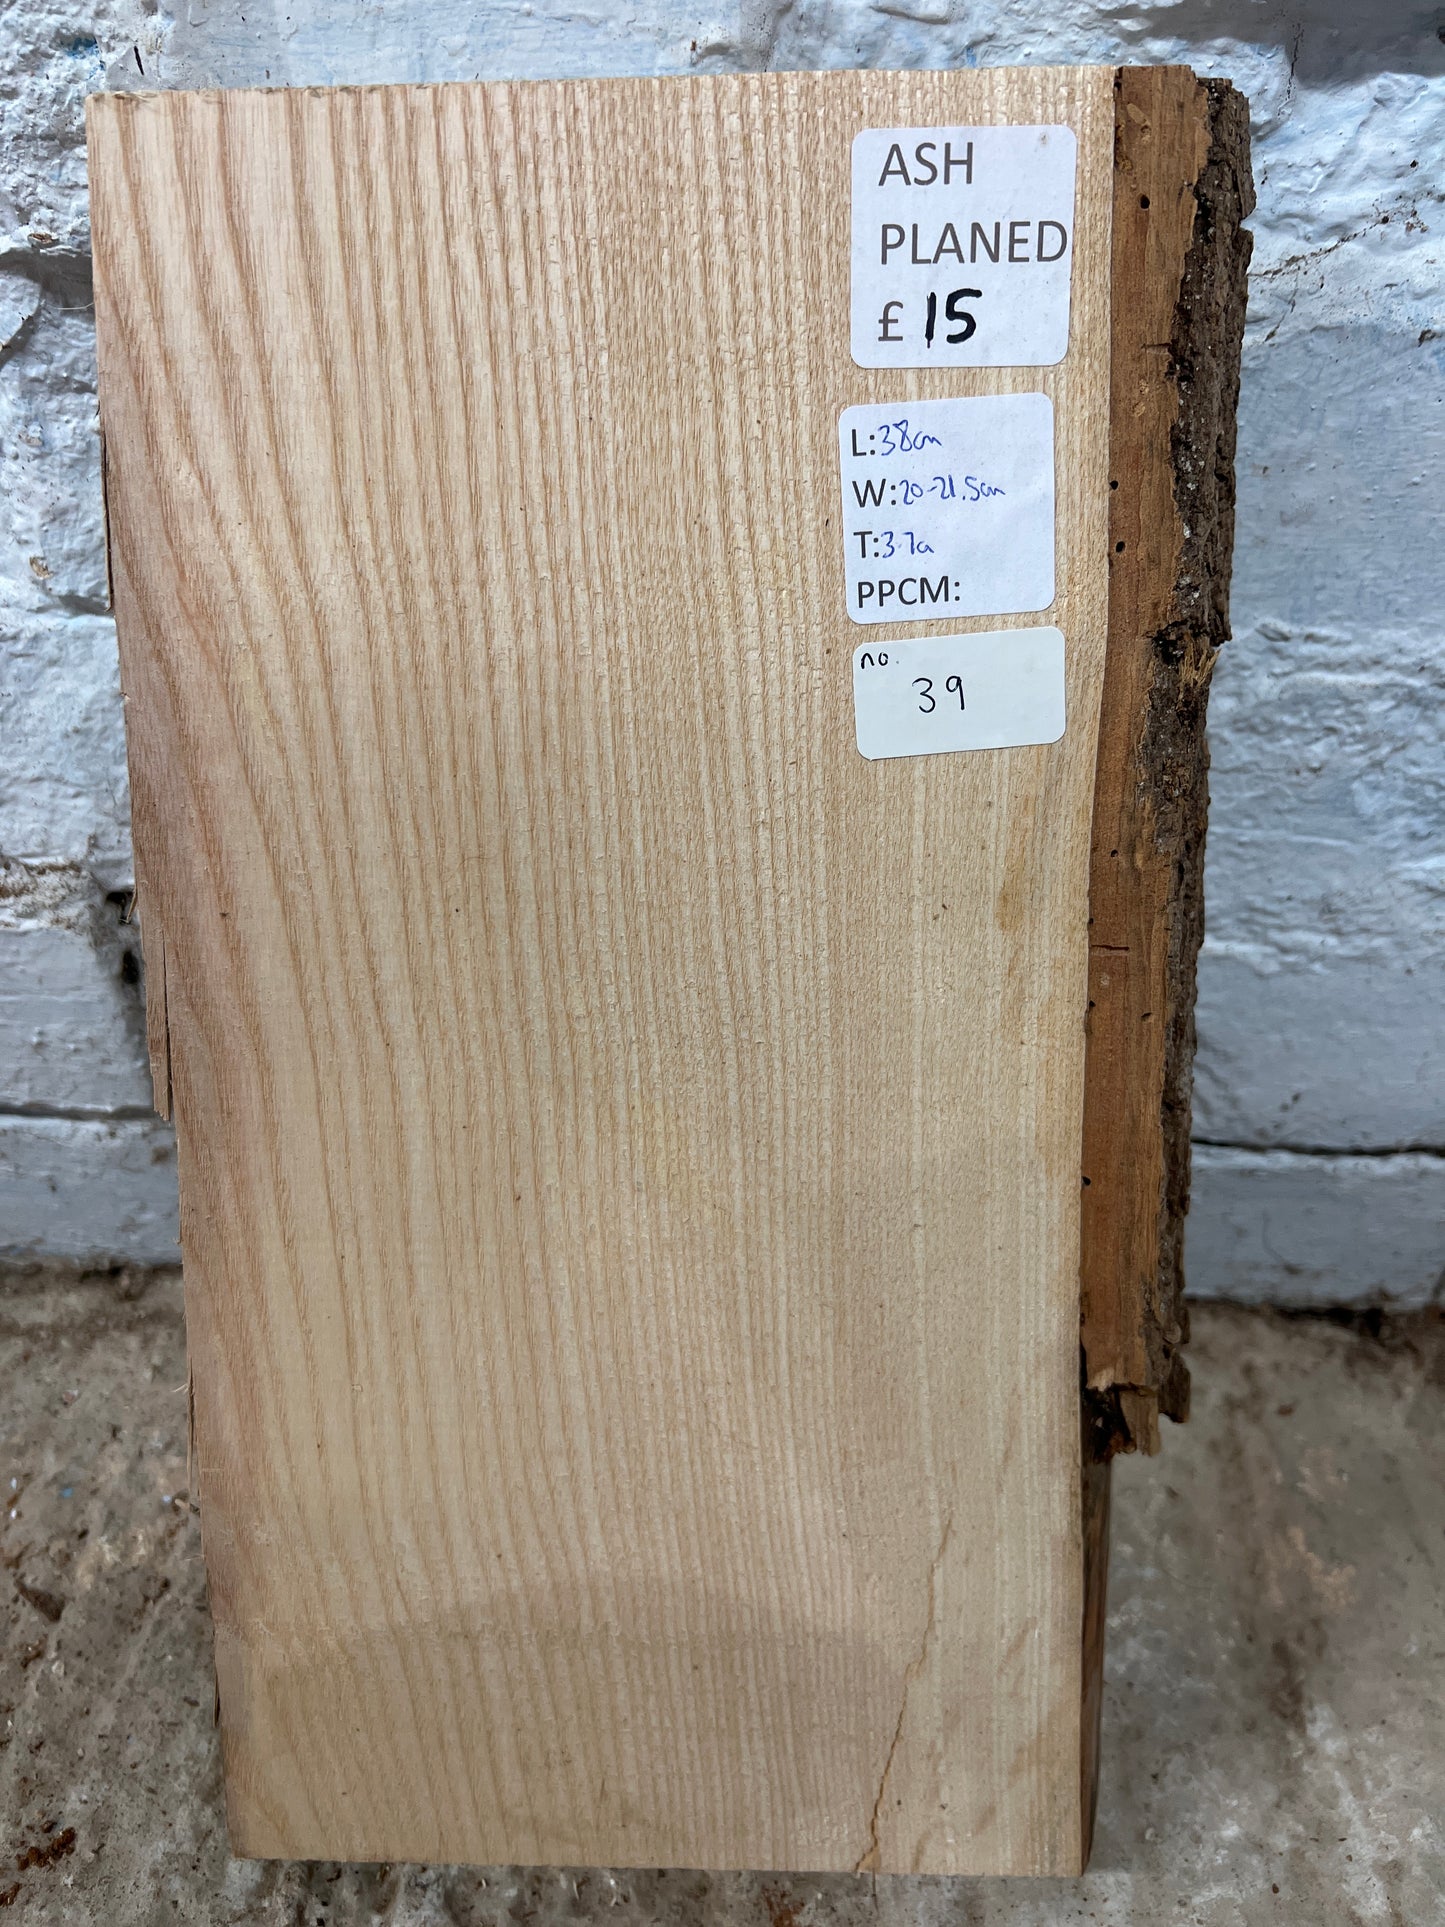 ASH
PLANED
£ 15
L:38cm
W:20-21.5cm
T:3.7cm
PPCM:
no.
39